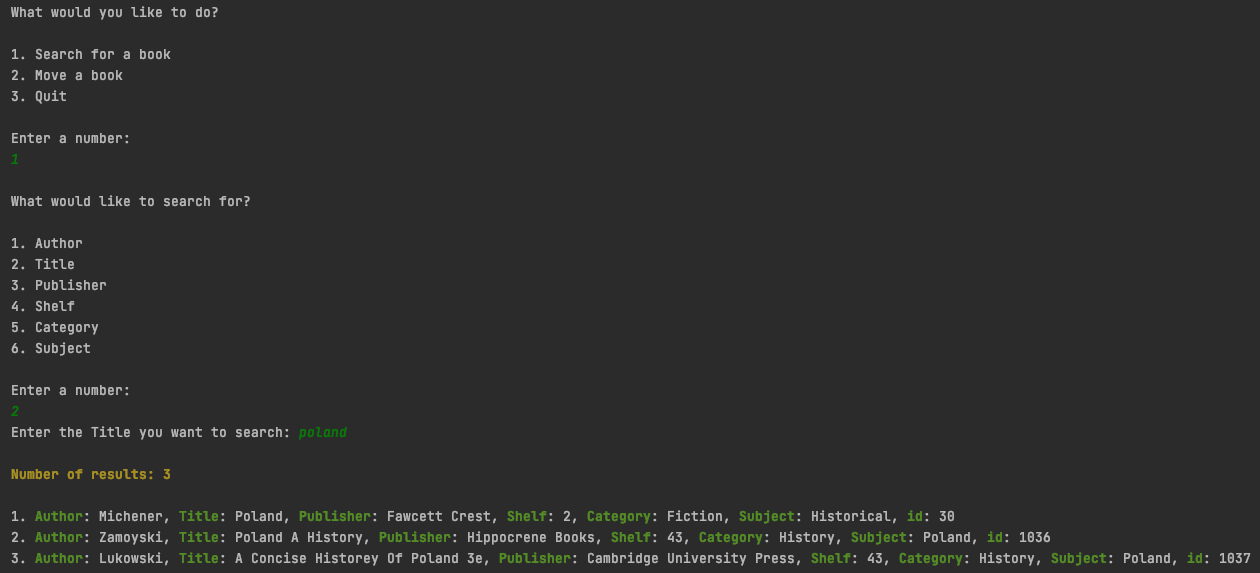 What would you like to do?
1. Search for a book
2. Move a book
3. Quit
Enter a number:
1
What would like to search for?
1. Author
2. Title
3. Publisher
4. Shelf
5. Category
6. Subject
Enter a number:
2
Enter the Title you want to search: poland
Number of results: 3
1. Author: Michener, Title: Poland, Publisher: Fawcett Crest, Shelf: 2, Category: Fiction, Subject: Historical, id: 30
2. Author: Zamoyski, Title: Poland A History, Publisher: Hippocrene Books, Shelf: 43, Category: History, Subject: Poland, id: 1036
3. Author: Lukowski, Title: A Concise Historey Of Poland 3e, Publisher: Cambridge University Press, Shelf: 43, Category: History, Subject: Poland, id: 1037